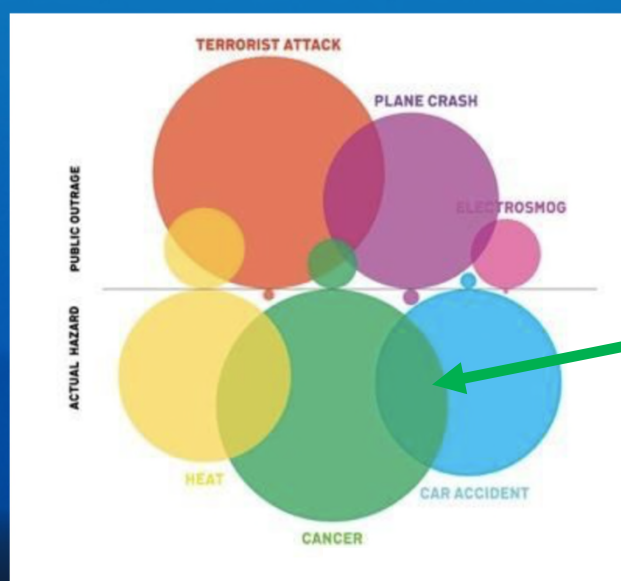 TERRORIST ATTACK
PLANE CRASH
ELECTROSMOG
PUBLIC OUTRAGE
ACTUAL HAZARD
HEAT
CAR ACCIDENT
CANCER